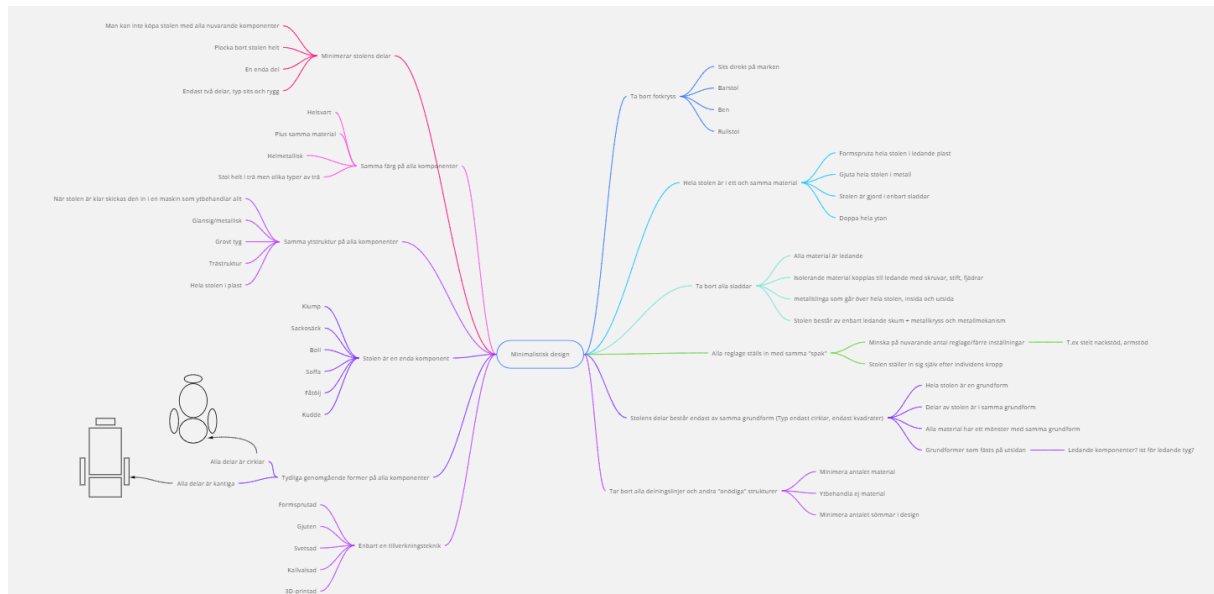 Man kan inte köpa stolen med alla nuvarande komponenter
Plocka bort stolen helt
En enda del
Endast två delar, typ sits och rygg
Minimerar stolens delar
Helsvart
Plus samma material
Helmetallisk
Stol helt i trä men olika typer av trä
Samma färg på alla komponenter
När stolen är klar skickas den in i en maskin som ytbehandlar allt
Glansig/metallisk
Grovt tyg
Trästruktur
Hela stolen i plast
Samma ytstruktur på alla komponenter
Klump
Sackosäck
Boll
Soffa
Fåtölj
Kudde
Stolen är en enda komponent
Alla delar är cirklar
Alla delar är kantiga
Tydliga genomgående former på alla komponenter
Formsprutad
Gjuten
Svetsad
Kallvalsad
3D-printad
Enbart en tillverkningsteknik
Minimalistisk design
Ta bort fotkryss
Sits direkt på marken
Barstol
Ben
Rullstol
Hela stolen är i ett och samma material
Formspruta hela stolen i ledande plast
Gjuta hela stolen i metall
Stolen är gjord i enbart sladdar
Doppa hela ytan
Ta bort alla sladdar
Alla material är ledande
Isolerande material kopplas till ledande med skruvar, stift, fjädrar
metallslinga som går över hela stolen, insida och utsida
Stolen består av enbart ledande skum + metallkryss och metallmekanism
Alla reglage ställs in med samma "spak"
Minska på nuvarande antal reglage/färre inställningar
T.ex stelt nackstöd, armstöd
Stolen ställer in sig själv efter individens kropp
Stolens delar består endast av samma grundform (Typ endast cirklar, endast kvadrater)
Hela stolen är en grundform
Delar av stolen är i samma grundform
Alla material har ett mönster med samma grundform
Grundformer som fästs på utsidan
Ledande komponenter? Ist för ledande tyg?
Tar bort alla delningslinjer och andra "onödiga" strukturer
Minimera antalet material
Ytbehandla ej material
Minimera antalet sömmar i design